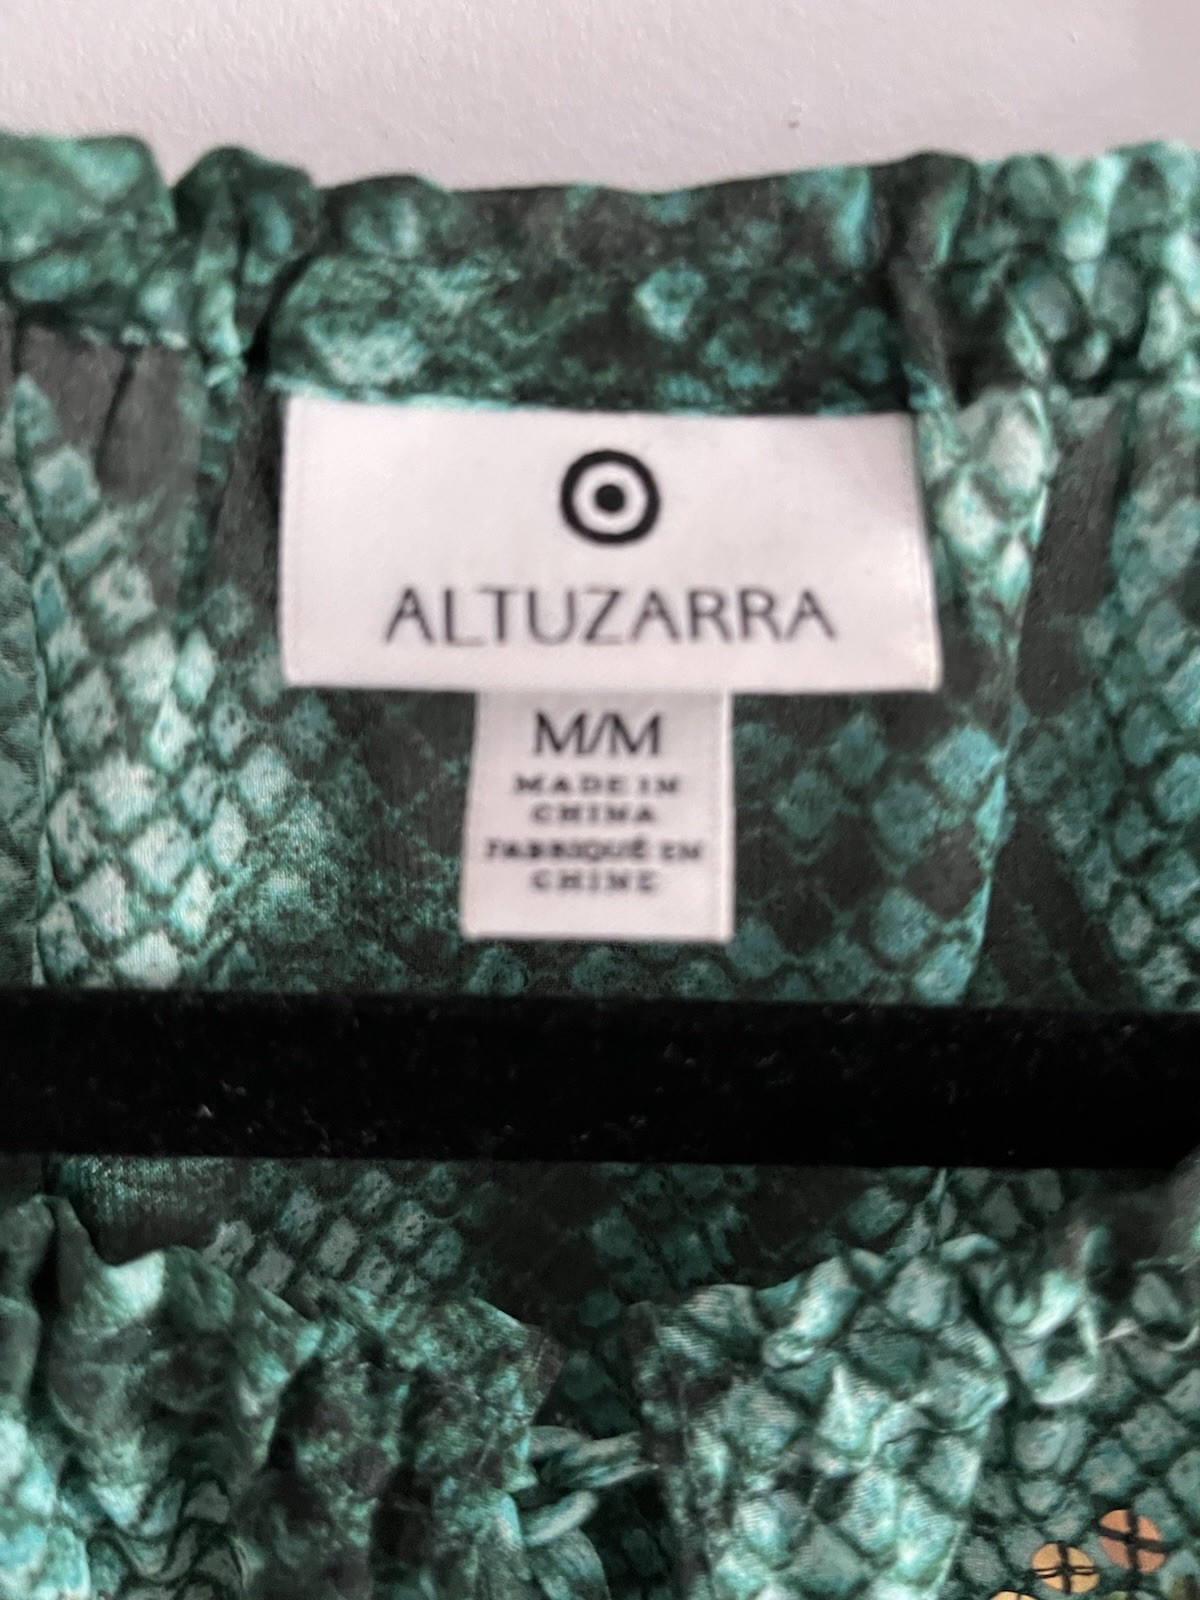 ALTUZARRA
M/M
MADE IN
CHINA
FABRIQUÉ EN
CHINE